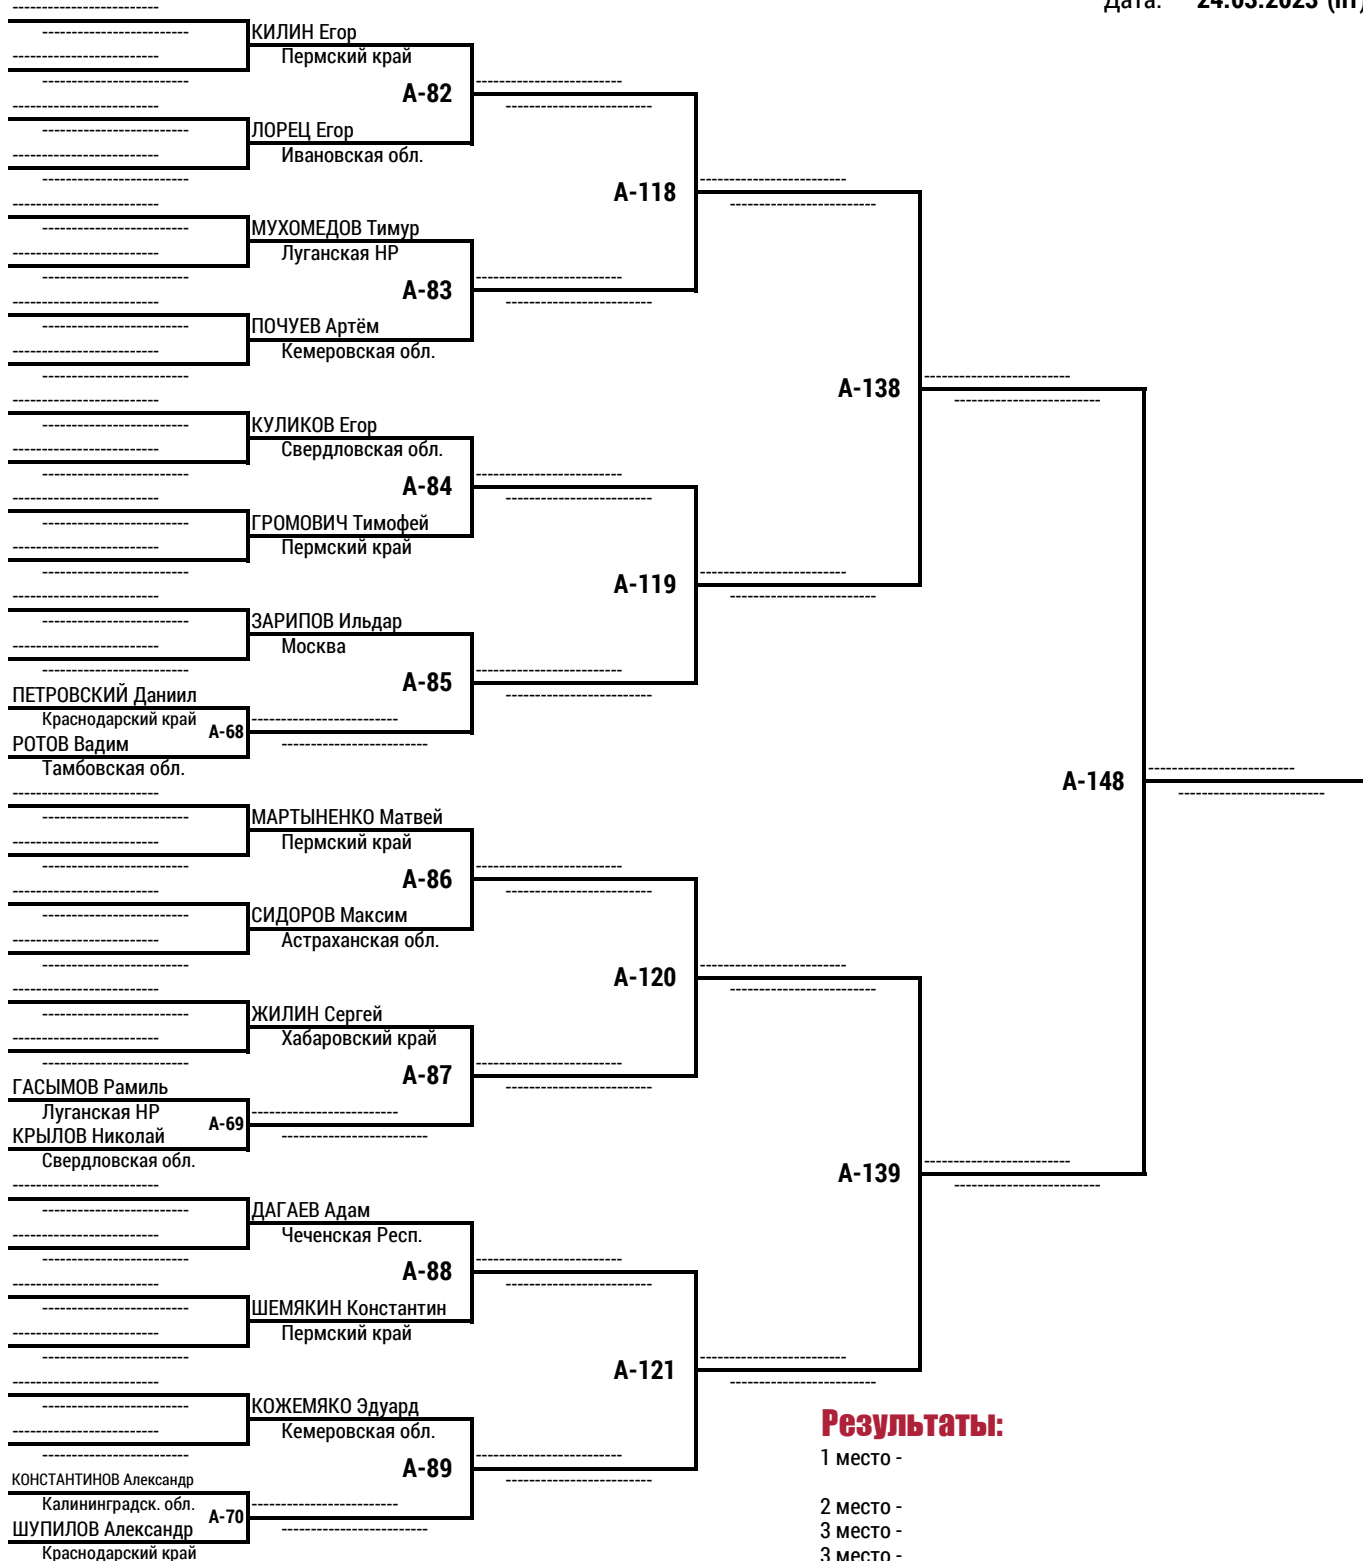 Дата: 24.03.2023 (пт)
КИЛИН Егор
Пермский край
A-82
ЛОРЕЦ Егор
Ивановская обл.
A-118
МУХОМЕДОВ Тимур
Луганская НР
A-83
ПОЧУЕВ Артём
Кемеровская обл.
A-138
КУЛИКОВ Егор
Свердловская обл.
A-84
ГРОМОВИЧ Тимофей
Пермский край
A-119
ЗАРИПОВ Ильдар
Москва
A-85
ПЕТРОВСКИЙ Даниил
Краснодарский край
A-68
РОТОВ Вадим
Тамбовская обл.
A-148
МАРТЫНЕНКО Матвей
Пермский край
A-86
СИДОРОВ Максим
Астраханская обл.
A-120
ЖИЛИН Сергей
Хабаровский край
A-87
ГАСЫМОВ Рамиль
Луганская НР
A-69
КРЫЛОВ Николай
Свердловская обл.
A-139
ДАГАЕВ Адам
Чеченская Респ.
A-88
ШЕМЯКИН Константин
Пермский край
A-121
КОЖЕМЯКО Эдуард
Кемеровская обл.
A-89
КОНСТАНТИНОВ Александр
Калининградск. обл.
A-70
ШУПИЛОВ Александр
Краснодарский край
Результаты:
1 место -
2 место -
3 место -
3 место -